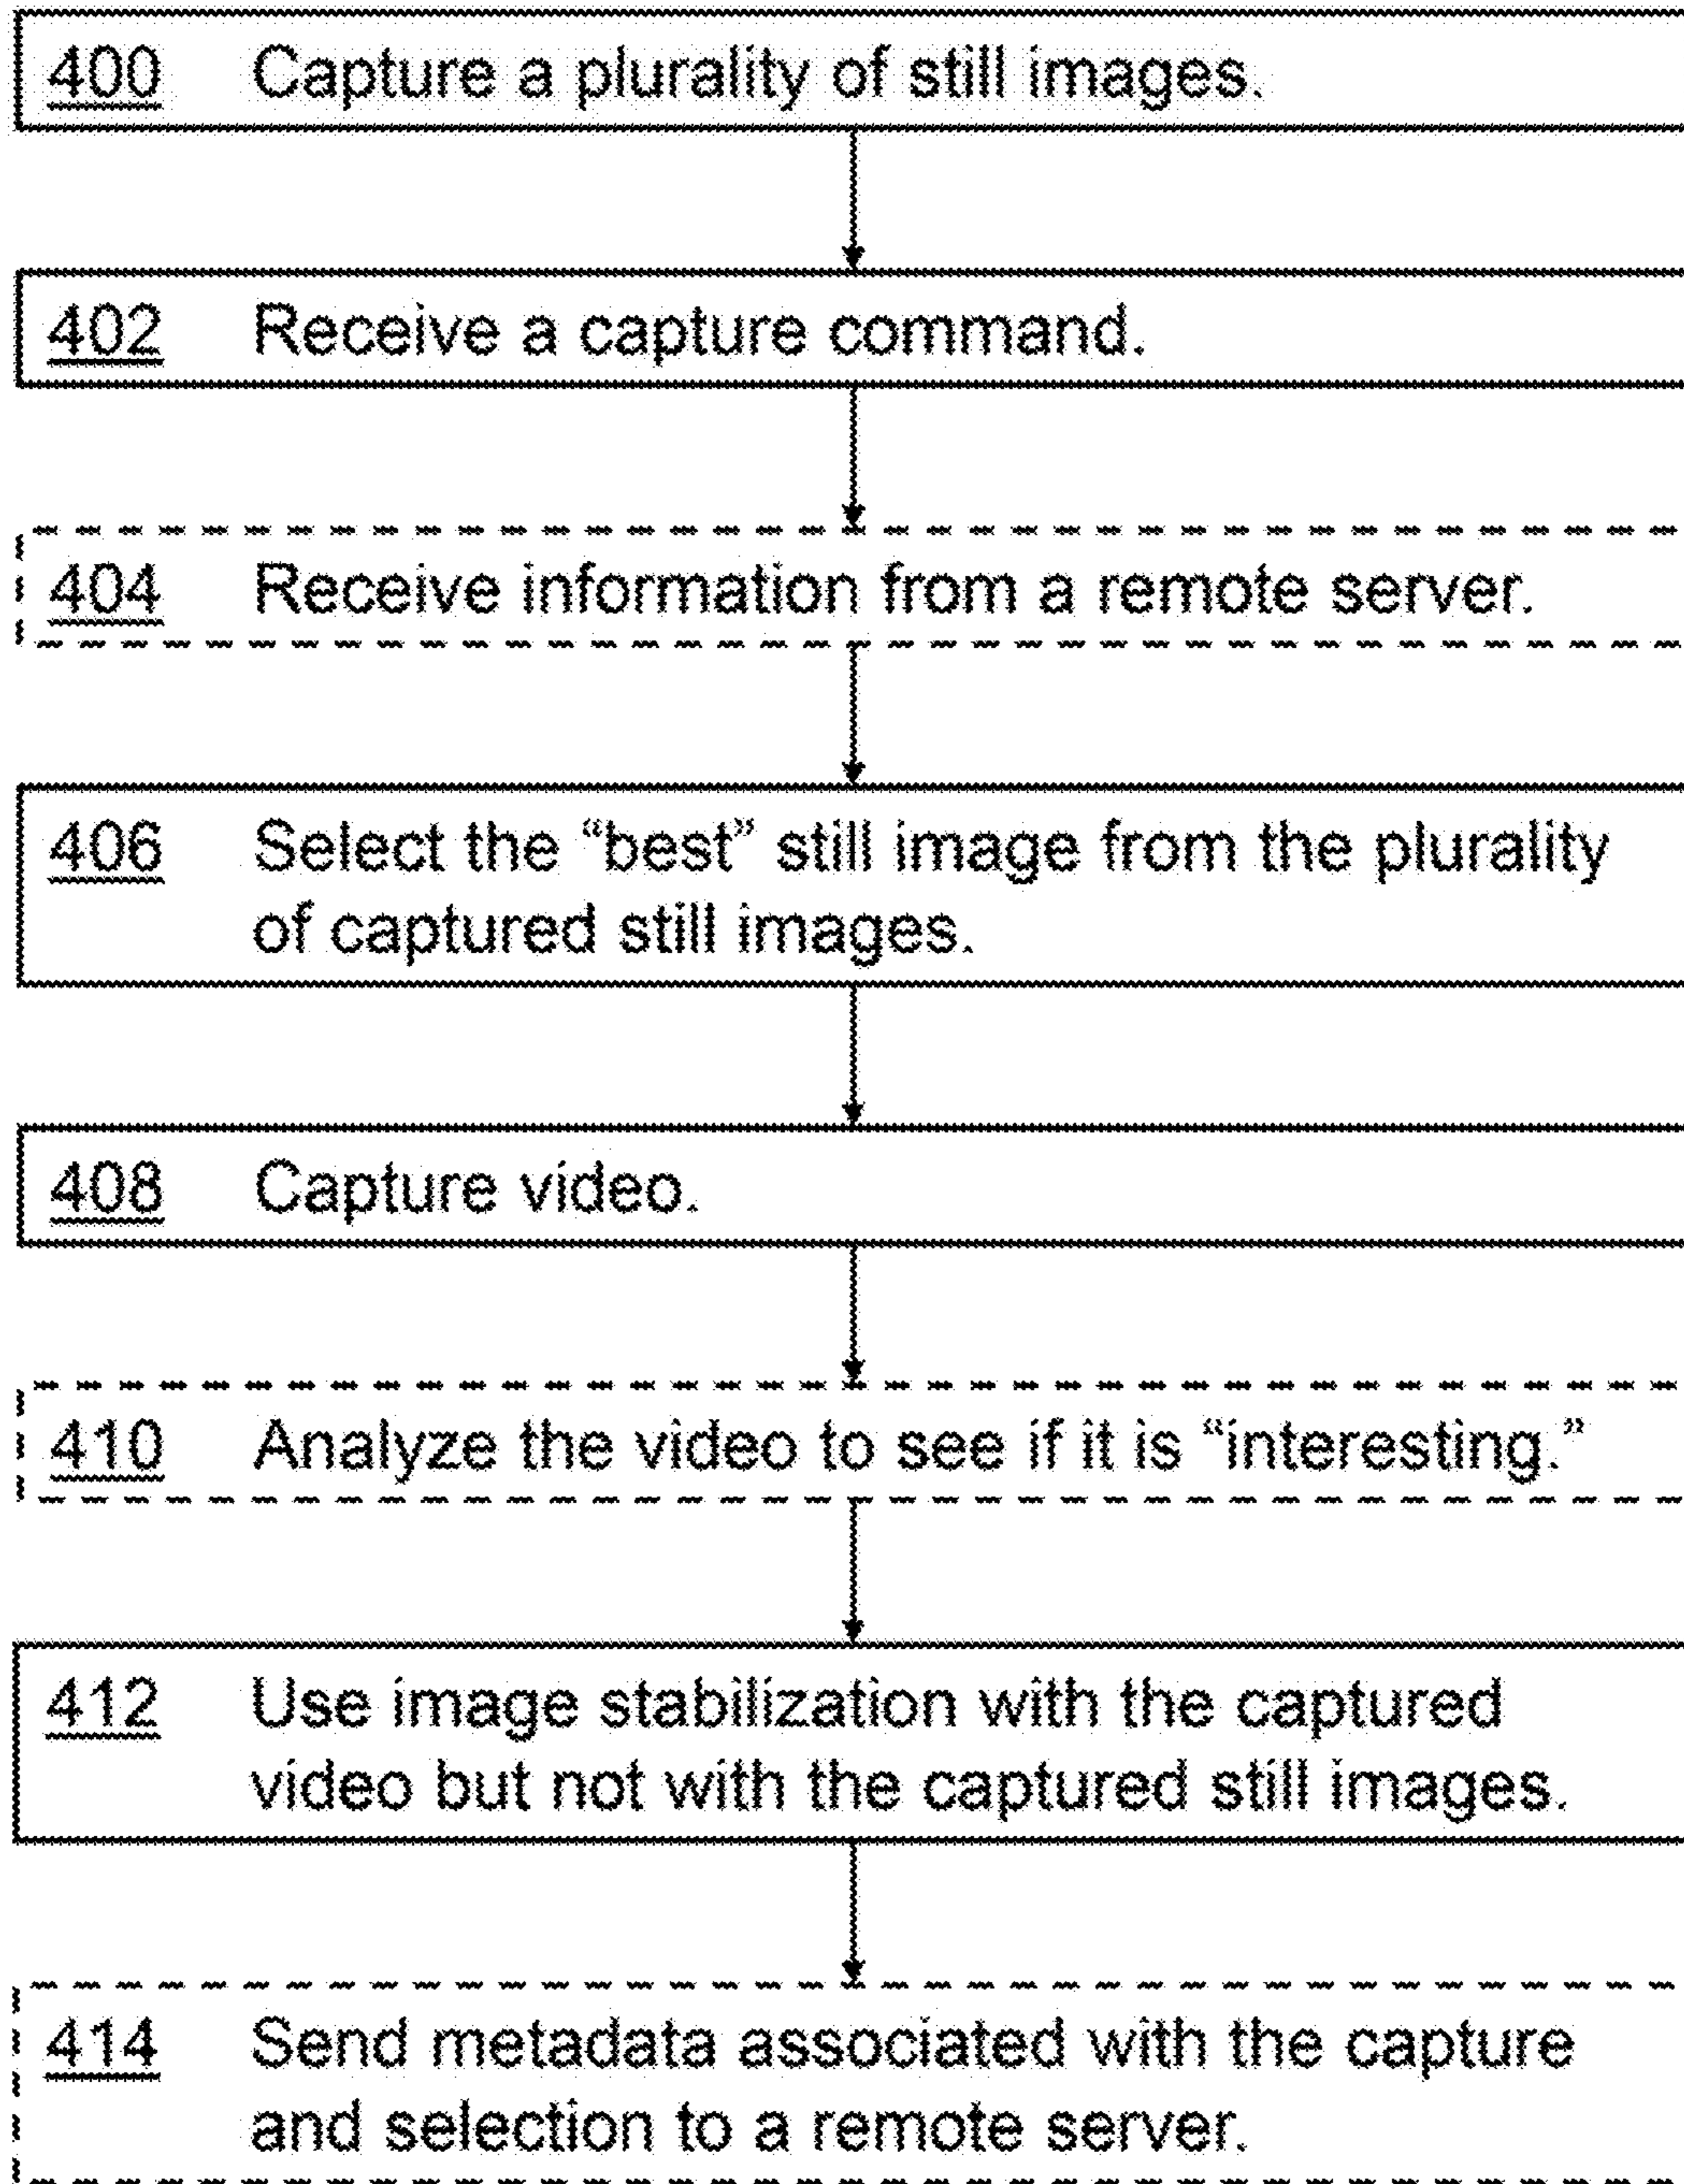 400 Capture a plurality of still images.
402 Receive a capture command.
404 Receive information from a remote server.
406 Select the “best” still image from the plurality
of captured still images.
408 Capture video.
410 Analyze the video to see if it is “interesting.”
412 Use image stabilization with the captured
video but not with the captured still images.
414 Send metadata associated with the capture
and selection to a remote server.